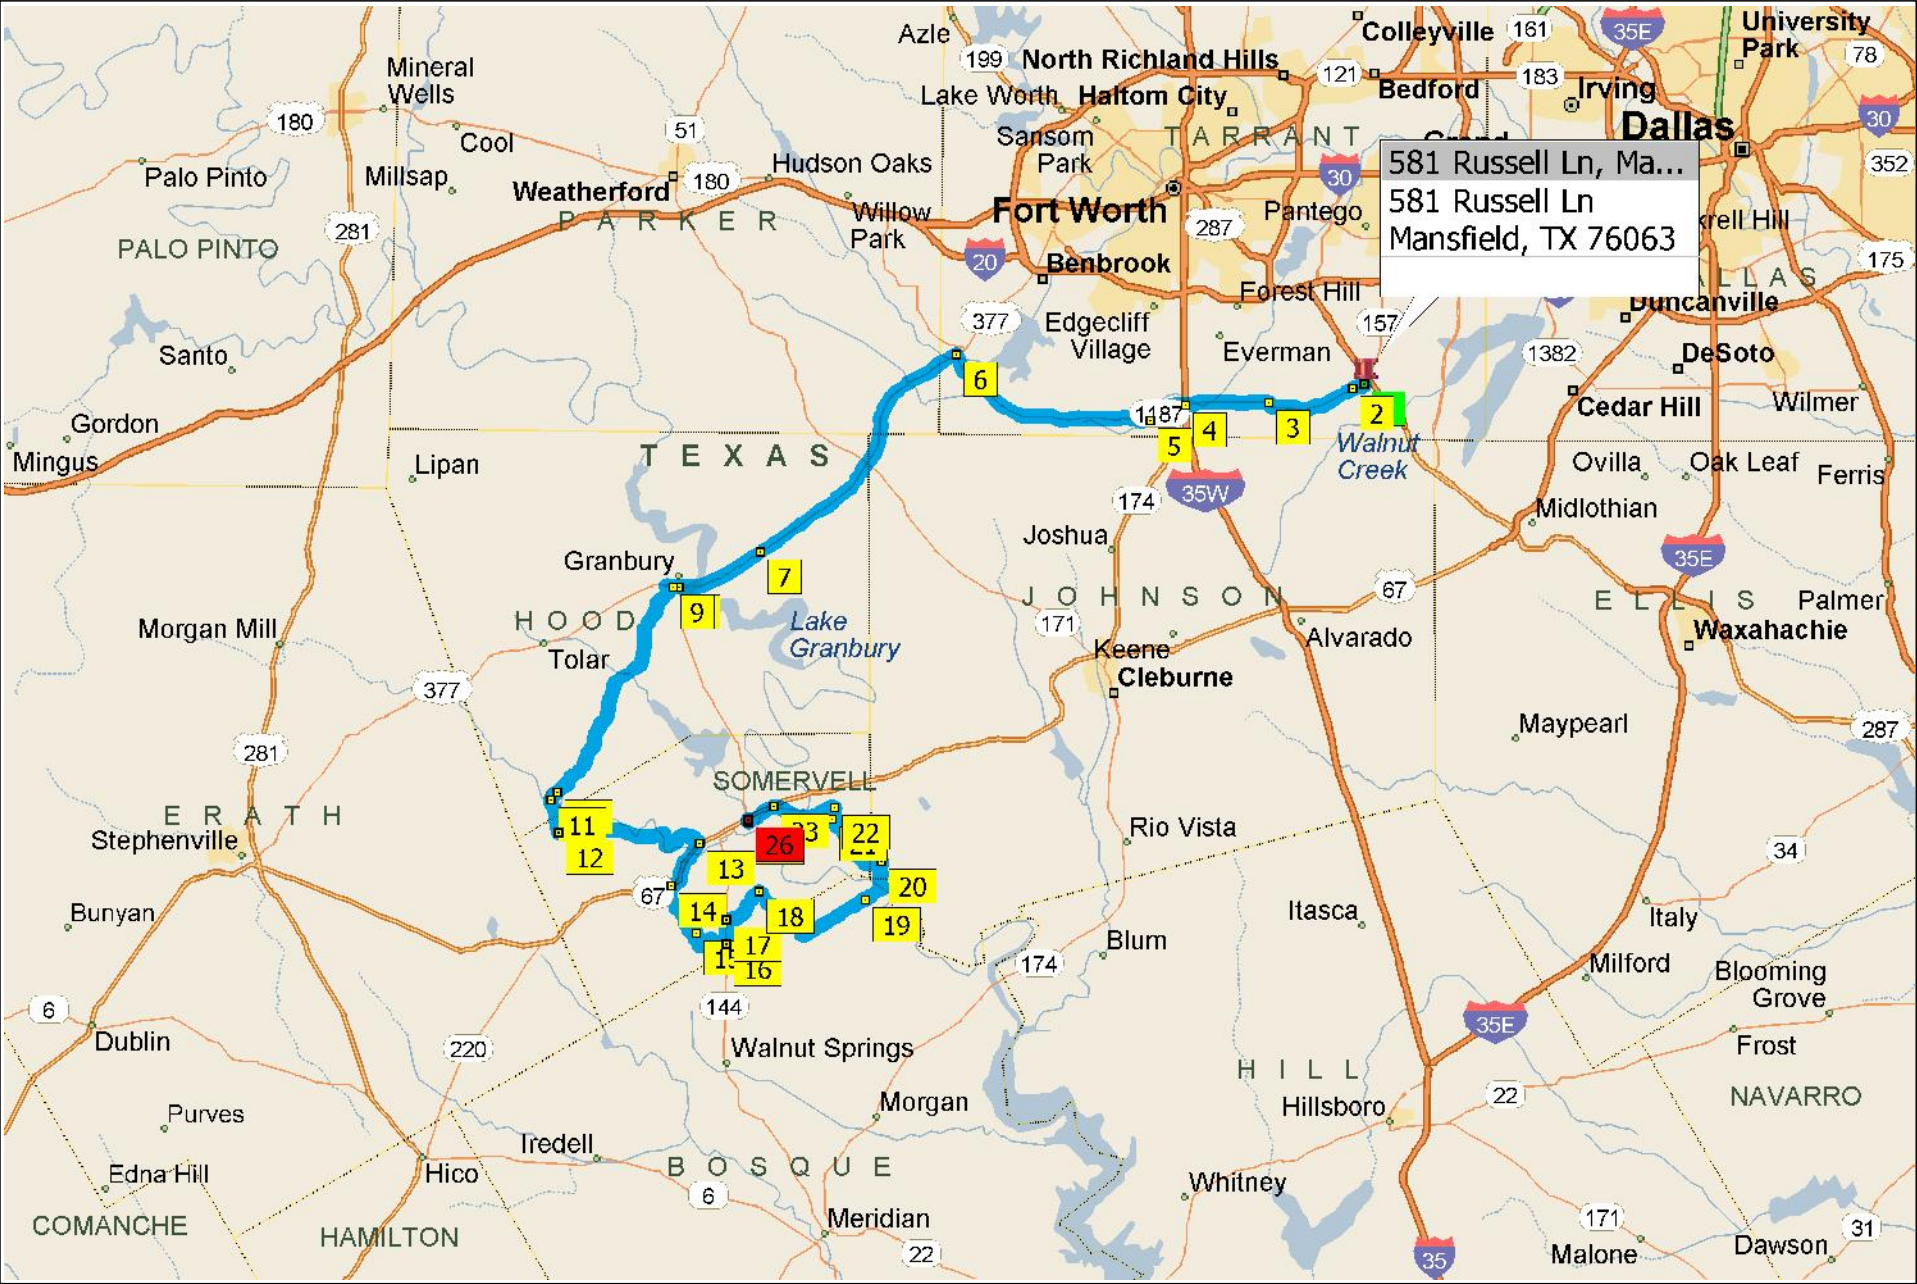 Azle
199
North Richland Hills
Colleyville
161
35E
University
Park
78
Mineral
Wells
121
183
Bedford
Irving
Lake Worth
Haltom City
180
Cool
51
Sansom
Park
TARRANT
Dallas
30
Palo Pinto
Millsap
Weatherford
180
Hudson Oaks
30
352
581 Russell Ln, Ma...
581 Russell Ln
Mansfield, TX 76063
PARKER
Willow
Park
Fort Worth
287
Pantego
281
PALO PINTO
20
Benbrook
175
Forest Hill
Duncanville
377
Edgecliff
Village
157
Everman
1382
DeSoto
Santo
6
1187
2
Cedar Hill
Wilmer
Gordon
Mingus
Lipan
TEXAS
5
4
3
Walnut
Creek
Ovilla
Oak Leaf
Ferris
174
35W
Midlothian
Joshua
35E
Granbury
7
9
HOOD
Lake
Granbury
JOHNSON
67
ELLIS
Palmer
171
Waxahachie
Morgan Mill
Tolar
Keene
Alvarado
Cleburne
377
Maypearl
287
281
SOMERVELL
ERATH
Stephenville
11
12
13
26
23
22
21
20
Rio Vista
34
67
14
18
19
Bunyan
15
17
16
Itasca
Italy
Blum
174
Milford
Blooming
Grove
6
144
35E
Dublin
220
Walnut Springs
Frost
HILL
22
NAVARRO
Hillsboro
Purves
Morgan
Iredell
BOSQUE
Edna Hill
Hico
6
Whitney
COMANCHE
HAMILTON
Meridian
22
171
31
35
Malone
Dawson